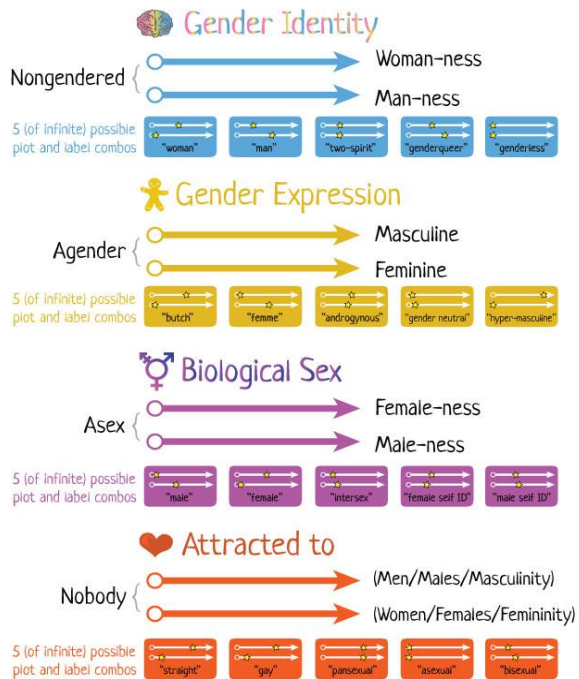 Gender Identity
Nongendered
Woman-ness
Man-ness
5 (of infinite) possible
plot and label combos
"woman"
"man"
"two-spirit"
"genderqueer"
"genderless"
Gender Expression
Agender
Masculine
Feminine
5 (of infinite) possible
plot and label combos
"butch"
"femme"
"androgynous"
"gender neutral"
"hyper-masculine"
Biological Sex
Asex
Female-ness
Male-ness
5 (of infinite) possible
plot and label combos
"male"
"female"
"intersex"
"female self ID"
"male self ID"
Attracted to
Nobody
(Men/Males/Masculinity)
(Women/Females/Femininity)
5 (of infinite) possible
plot and label combos
"straight"
"gay"
"pansexual"
"asexual"
"bisexual"